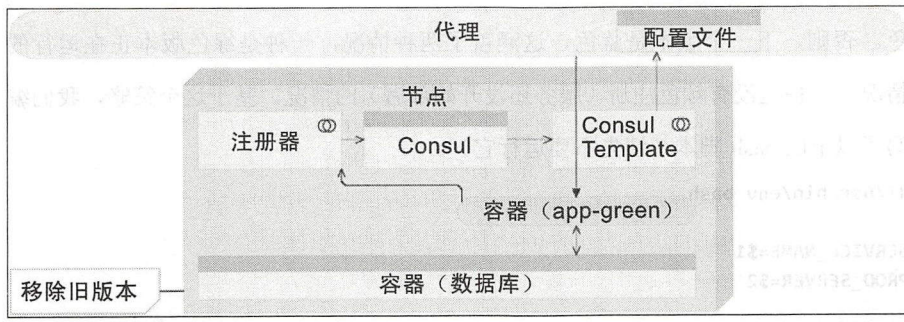 代理
配置文件
节点
注册器
Consul
Consul
Template
容器（app-green）
容器（数据库）
移除旧版本